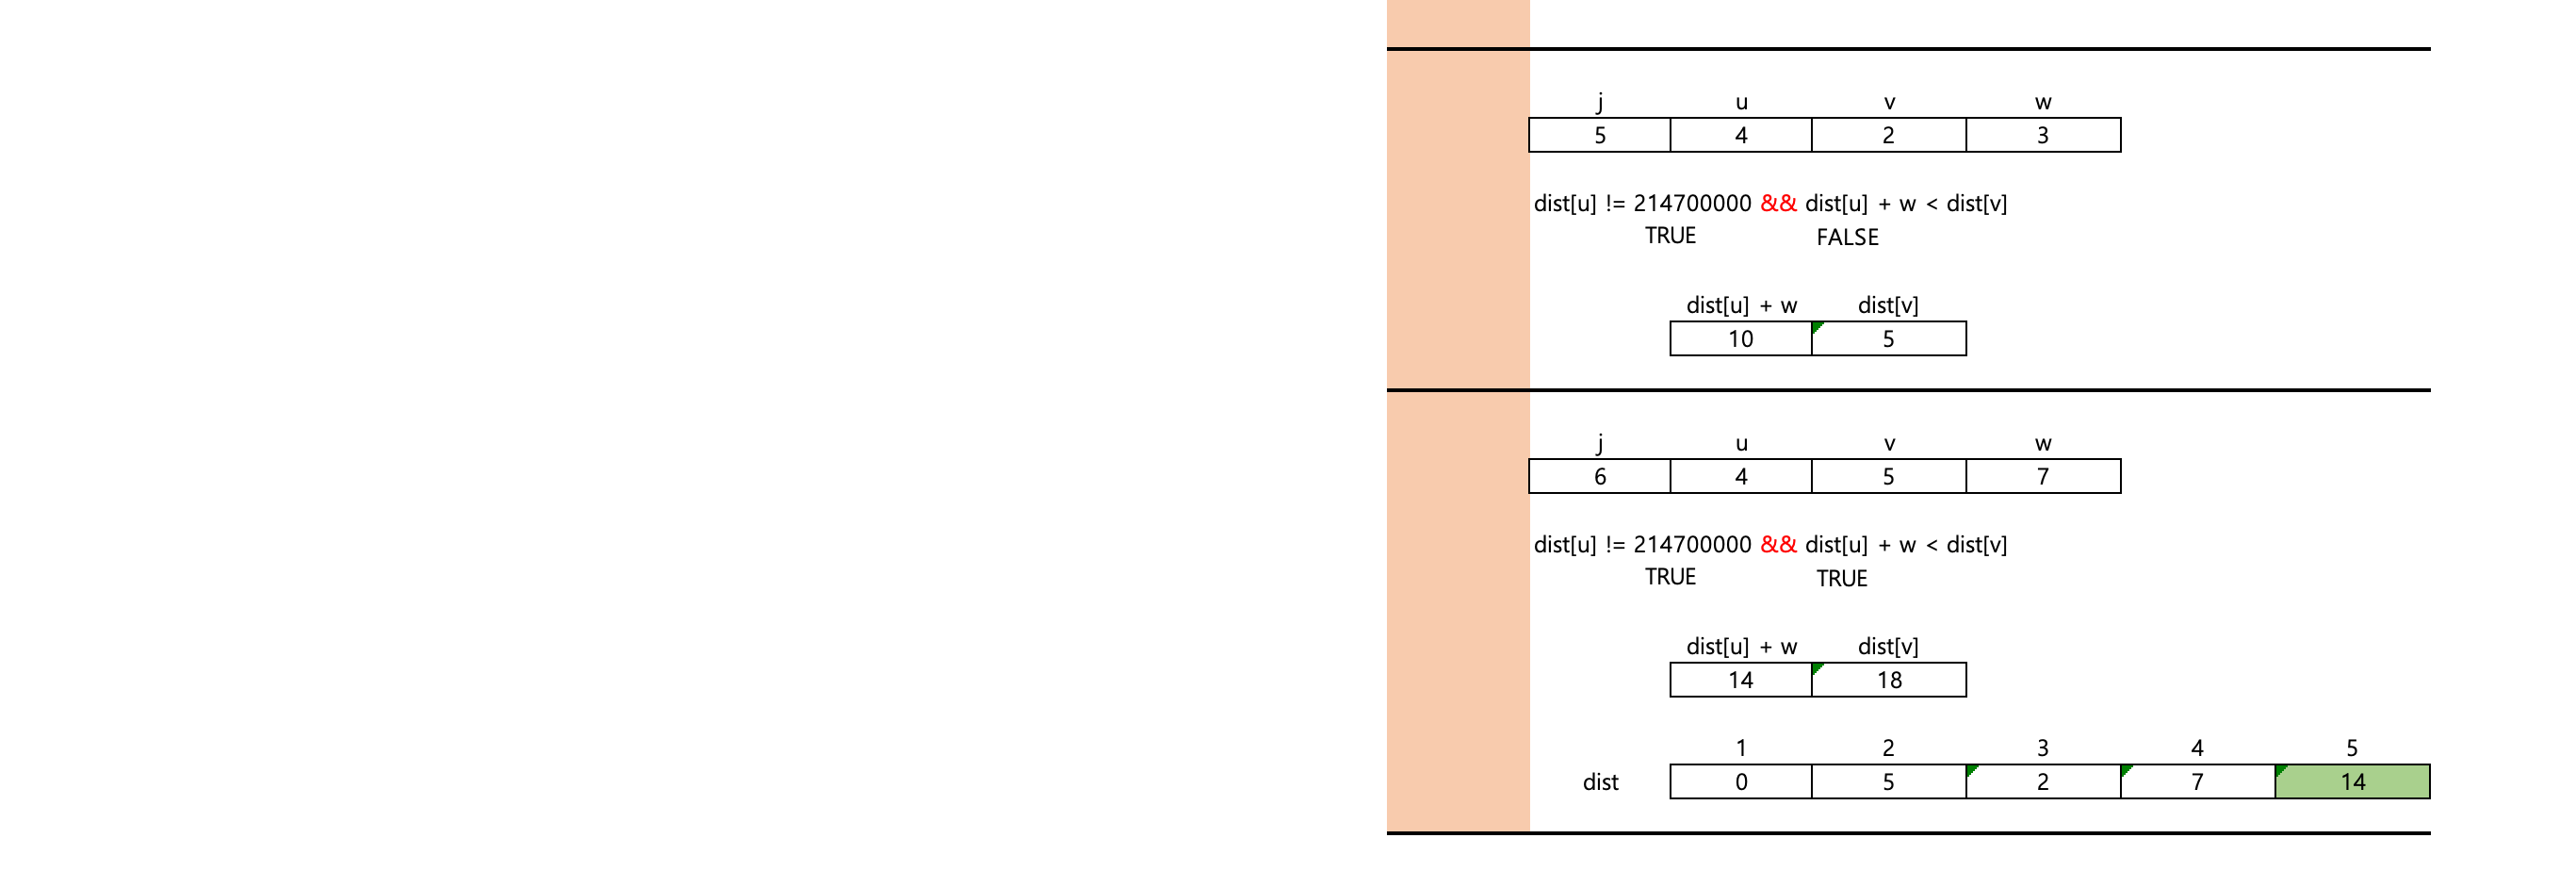 j u v w
5 4 2 3
dist[u] != 214700000 && dist[u] + w < dist[v]
TRUE FALSE
dist[u] + w dist[v]
10 5
j u v w
6 4 5 7
dist[u] != 214700000 && dist[u] + w < dist[v]
TRUE TRUE
dist[u] + w dist[v]
14 18
1 2 3 4 5
dist 0 5 2 7 14